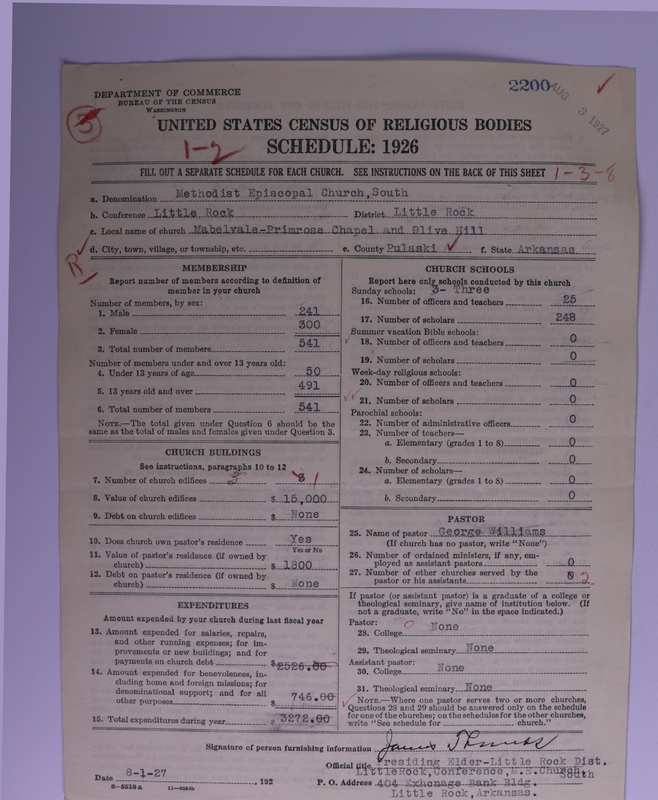 DEPARTMENT OF COMMERCE
BUREAU OF THE CENSUS
WASHINGTON
2200
AUG 3 1927
3
UNITED STATES CENSUS OF RELIGIOUS BODIES
1-2
SCHEDULE: 1926
FILL OUT A SEPARATE SCHEDULE FOR EACH CHURCH. SEE INSTRUCTIONS ON THE BACK OF THIS SHEET 1-3-8
a. Denomination Methodist Episcopal Church,South
b. Conference Little Rock District Little Rock
c. Local name of church Mabelvale-Primrose Chapel and Olive Hill
d. City, town, village, or township, etc. e. County Pulaski f. State Arkansas
R
MEMBERSHIP
Report number of members according to definition of
member in your church
Number of members, by sex:
1. Male 241
2. Female 300
3. Total number of members 541
Number of members under and over 13 years old:
4. Under 13 years of age 50
5. 13 years old and over 491
6. Total number of members 541
NOTE.—The total given under Question 6 should be the
same as the total of males and females given under Question 3.
CHURCH BUILDINGS
See instructions, paragraphs 10 to 12
7. Number of church edifices 3 3 1
8. Value of church edifices $ 15,000
9. Debt on church edifices $ None
10. Does church own pastor's residence? Yes
Yes or No
11. Value of pastor's residence (if owned by
church) $ 1800
12. Debt on pastor's residence (if owned by
church) $ None
EXPENDITURES
Amount expended by your church during last fiscal year
13. Amount expended for salaries, repairs,
and other running expenses; for im-
provements or new buildings; and for
payments on church debt $2526.00
14. Amount expended for benevolences, in-
cluding home and foreign missions; for
denominational support; and for all
other purposes $ 746.00
15. Total expenditures during year $ 3272.00
CHURCH SCHOOLS
Report here only schools conducted by this church
Sunday schools: 3- Three
16. Number of officers and teachers 25
17. Number of scholars 248
Summer vacation Bible schools:
18. Number of officers and teachers 0
19. Number of scholars 0
Week-day religious schools:
20. Number of officers and teachers 0
21. Number of scholars 0
Parochial schools:
22. Number of administrative officers 0
23. Number of teachers—
a. Elementary (grades 1 to 8) 0
b. Secondary 0
24. Number of scholars—
a. Elementary (grades 1 to 8) 0
b. Secondary 0
PASTOR
25. Name of pastor George Williams
(If church has no pastor, write "None")
26. Number of ordained ministers, if any, em-
ployed as assistant pastors 0
27. Number of other churches served by the
pastor or his assistants 0 2
If pastor (or assistant pastor) is a graduate of a college or
theological seminary, give name of institution below. (If
not a graduate, write "No" in the space indicated.)
Pastor:
28. College 0 None
29. Theological seminary None
Assistant pastor:
30. College None
31. Theological seminary None
NOTE.—Where one pastor serves two or more churches,
Questions 28 and 29 should be answered only on the schedule
for one of the churches; on the schedules for the other churches,
write "See schedule for church."
Signature of person furnishing information James Thomas
Official title Presiding Elder-Little Rock Dist.
LittleRock,Conference,M.E.Church,South
Date 8-1-27 , 192
P. O. Address 404 Exhcnage Bank Bldg.
Little Rock,Arkansas.